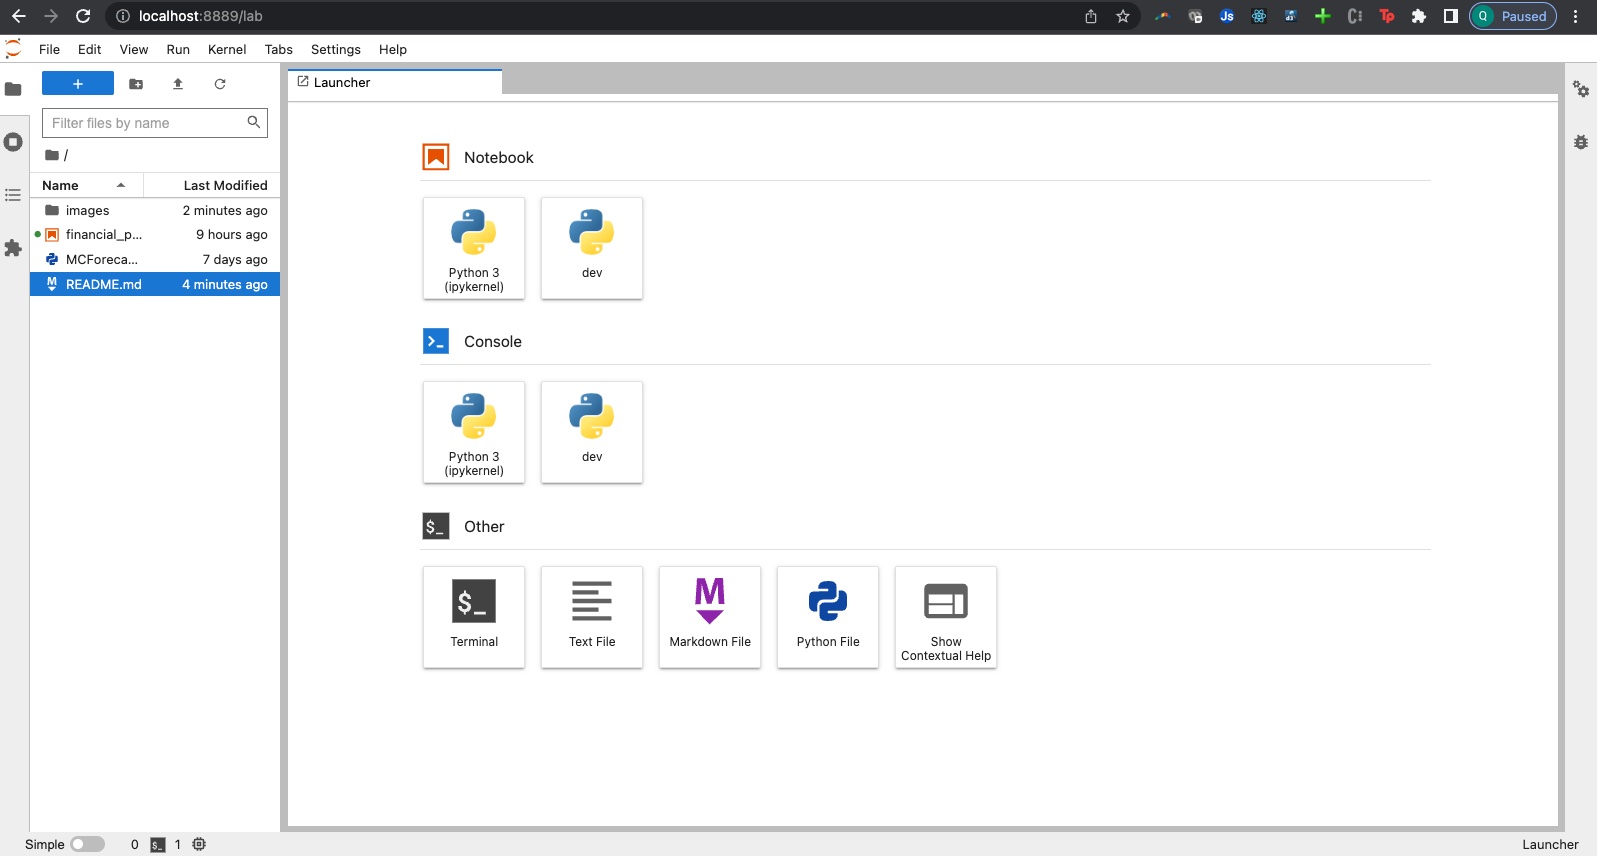 localhost:8889/lab
Js
Tp
Q Paused
File Edit View Run Kernel Tabs Settings Help
Launcher
Filter files by name
/
Name Last Modified
images 2 minutes ago
financial_p... 9 hours ago
MCForeca... 7 days ago
README.md 4 minutes ago
Notebook
Python 3
(ipykernel)
dev
Console
Python 3
(ipykernel)
dev
$_ Other
$_
Terminal
Text File
M
Markdown File
Python File
Show
Contextual Help
Simple 0 $_ 1 Launcher